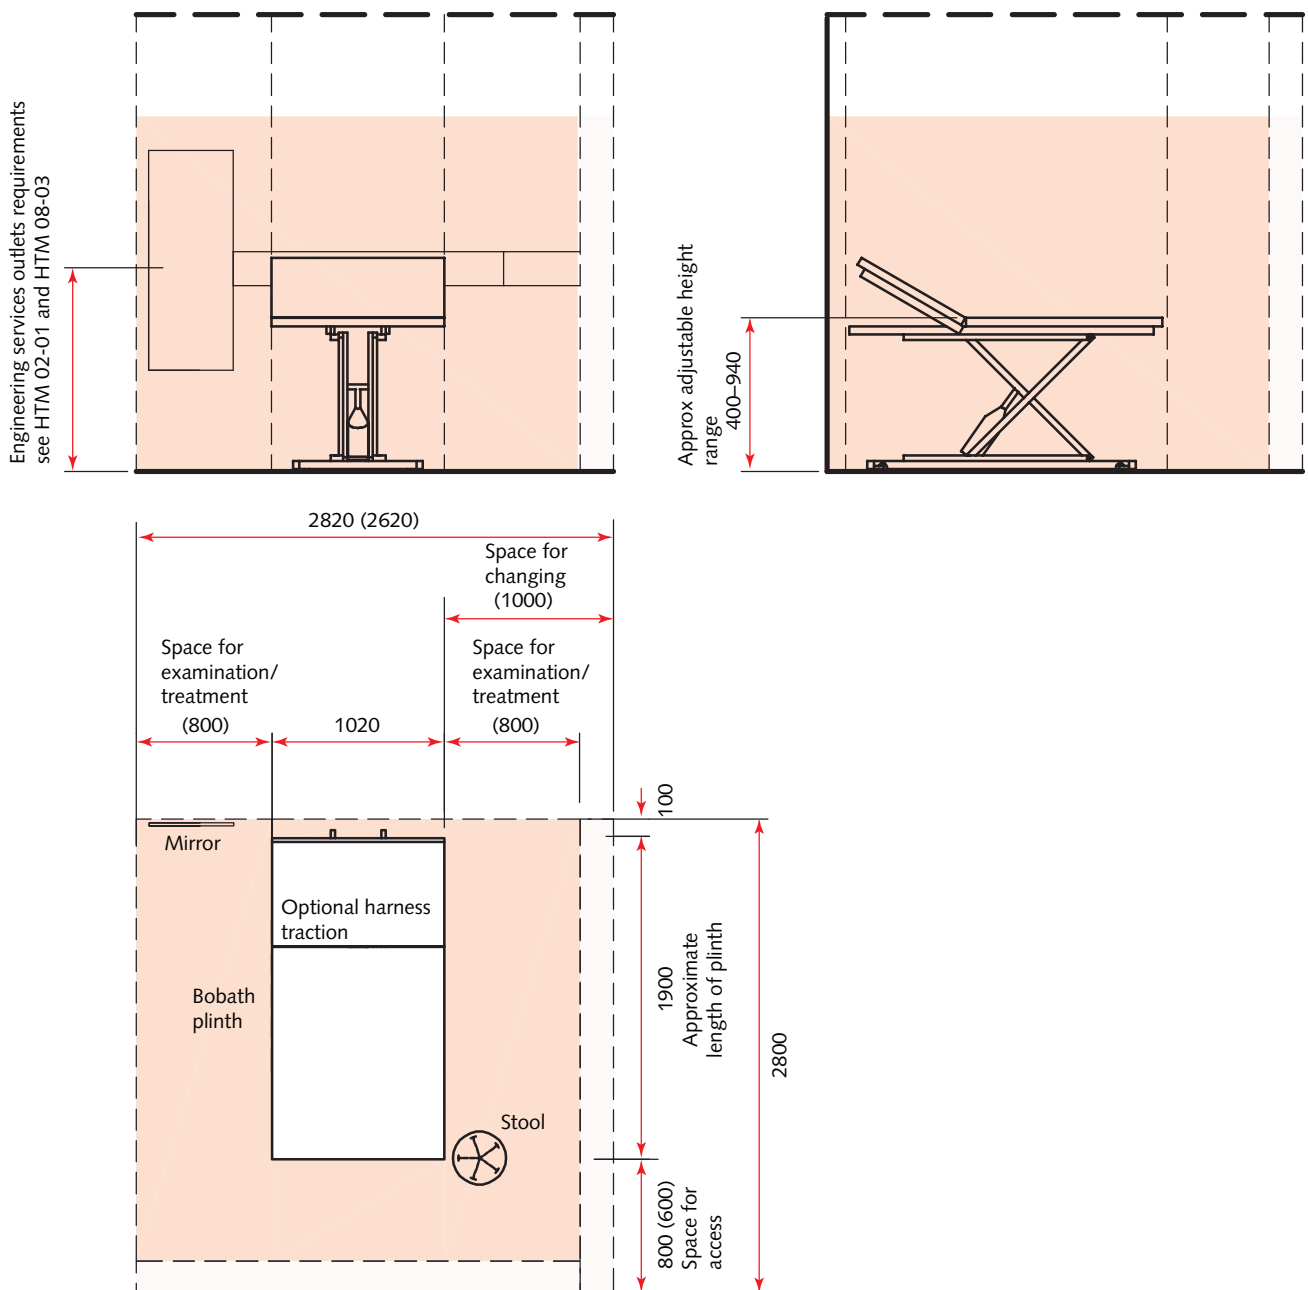 Engineering services outlets requirements
see HTM 02-01 and HTM 08-03
Approx adjustable height
range
400–940
2820 (2620)
Space for
changing
(1000)
Space for
examination/
treatment
(800)
1020
Space for
examination/
treatment
(800)
100
Mirror
Optional harness
traction
Bobath
plinth
Stool
1900
Approximate
length of plinth
2800
800 (600)
Space for
access